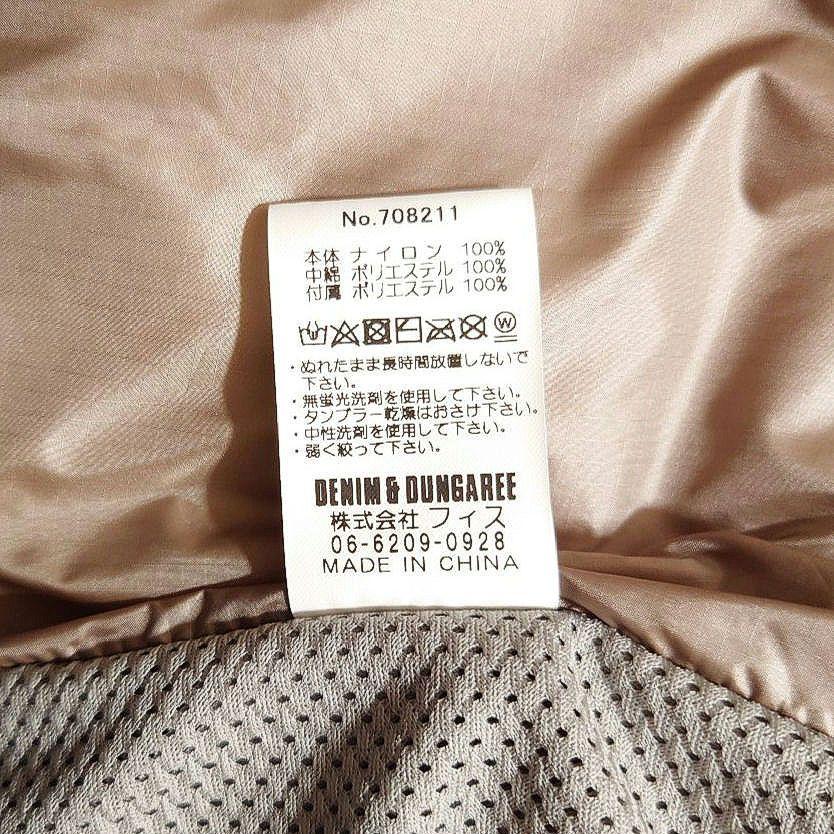 No.708211
本体 ナイロン 100%
中綿 ポリエステル 100%
付属 ポリエステル 100%
W
・ぬれたまま長時間放置しないで
下さい。
・無蛍光洗剤を使用して下さい。
・タンブラー乾燥はおさけ下さい。
・中性洗剤を使用して下さい。
・弱く絞って下さい。
DENIM & DUNGAREE
株式会社 フィス
06-6209-0928
MADE IN CHINA